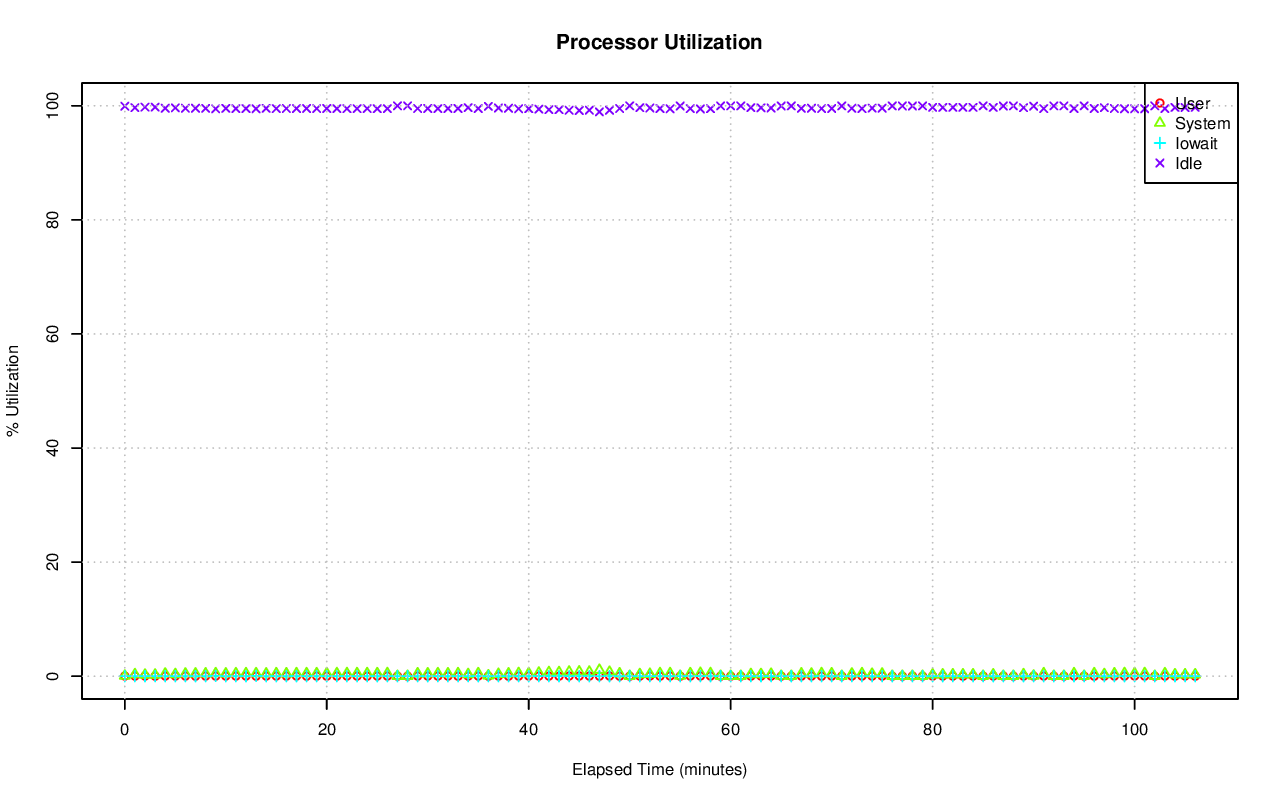 Processor Utilization
100
80
60
40
20
0
% Utilization
User
System
Iowait
Idle
0 20 40 60 80 100
Elapsed Time (minutes)